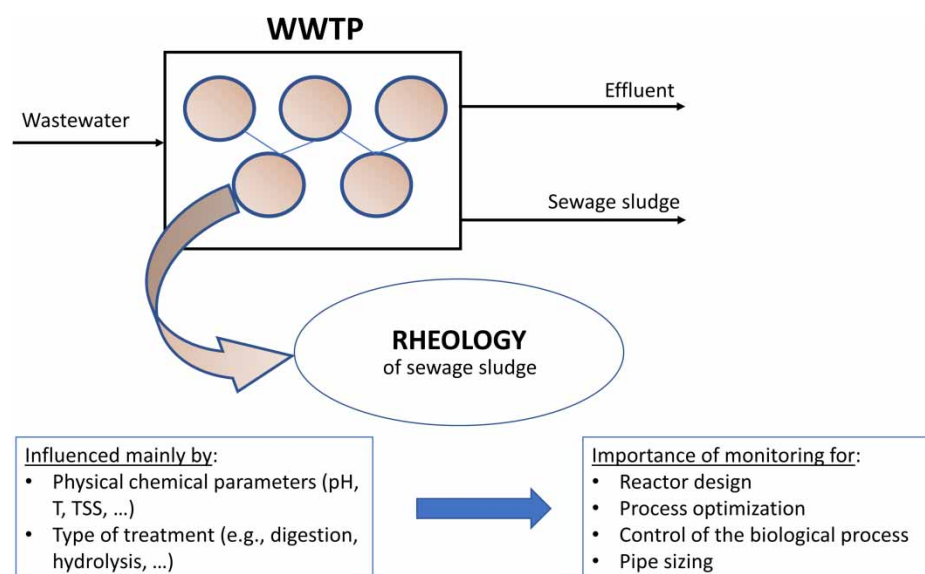 WWTP
Wastewater
Effluent
Sewage sludge
RHEOLOGY
of sewage sludge
Influenced mainly by:
• Physical chemical parameters (pH,
T, TSS, …)
• Type of treatment (e.g., digestion,
hydrolysis, …)
Importance of monitoring for:
• Reactor design
• Process optimization
• Control of the biological process
• Pipe sizing